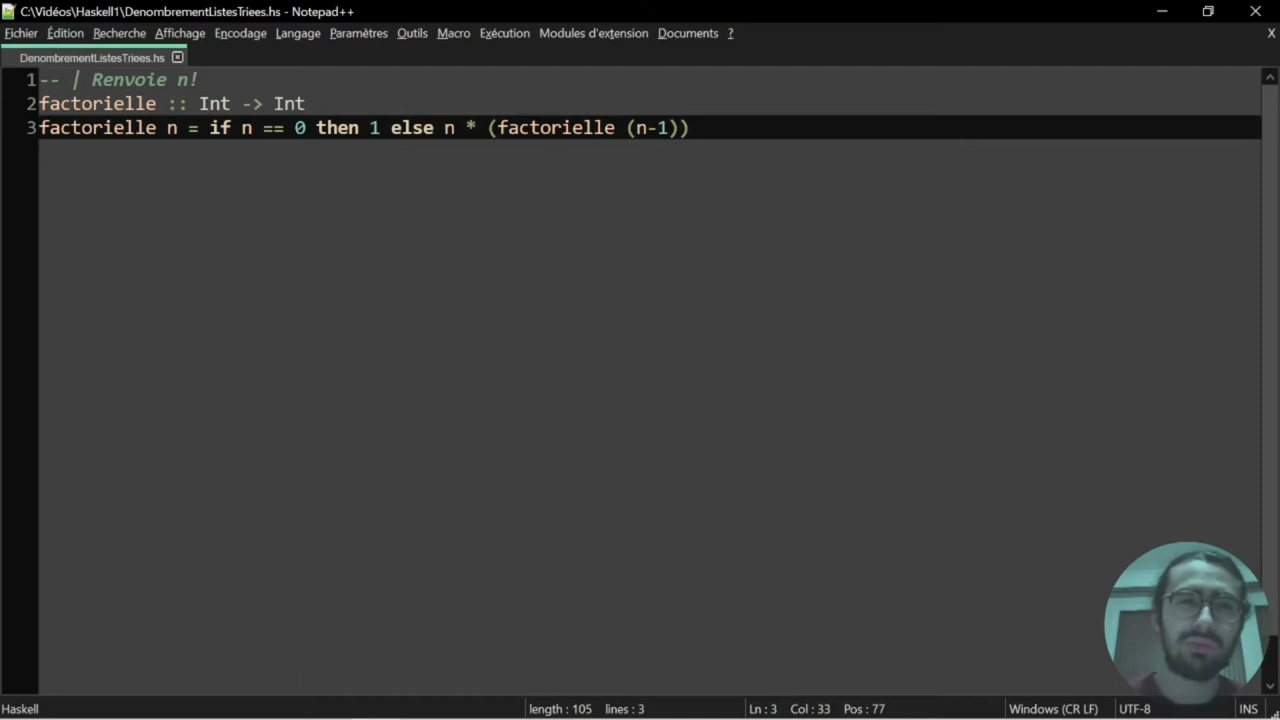 C:\Vidéos\Haskell1\DenombrementListesTriees.hs - Notepad++
Fichier Édition Recherche Affichage Encodage Langage Paramètres Outils Macro Exécution Modules d'extension Documents ? X
DenombrementListesTriees.hs
1 -- | Renvoie n!
2 factorielle :: Int -> Int
3 factorielle n = if n == 0 then 1 else n * (factorielle (n-1))
Haskell length : 105 lines : 3 Ln : 3 Col : 33 Pos : 77 Windows (CR LF) UTF-8 INS